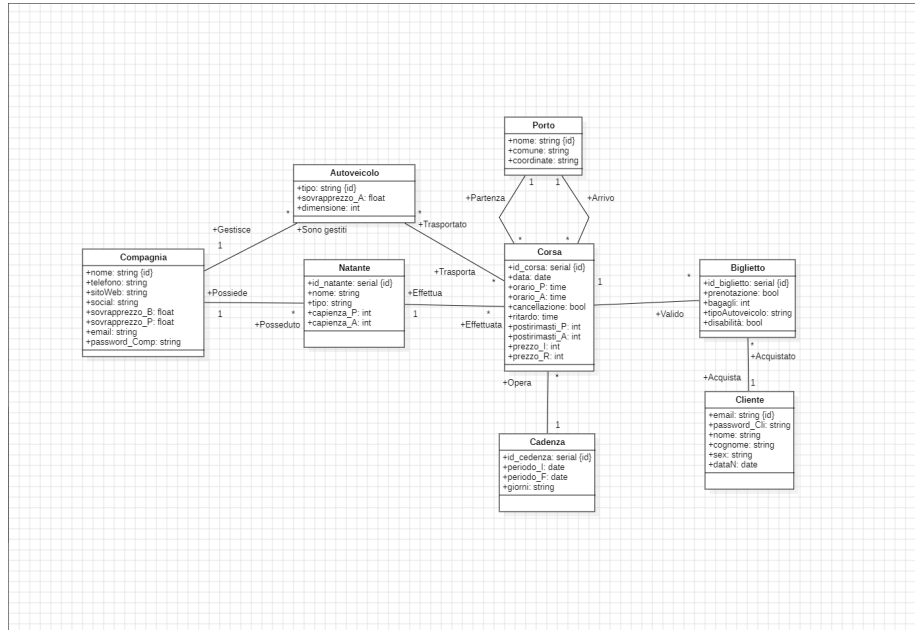 Porto
+nome: string {id}
+comune: string
+coordinate: string
1
1
+Partenza
+Arrivo
*
*
Autoveicolo
+tipo: string {id}
+sovrapprezzo_A: float
+dimensione: int
*
*
+Gestisce
+Sono gestiti
+Trasportato
1
+Trasporta
*
Compagnia
+nome: string {id}
+telefono: string
+sitoWeb: string
+social: string
+sovrapprezzo_B: float
+sovrapprezzo_P: float
+email: string
+password_Comp: string
+Possiede
1
*
+Posseduto
Natante
+id_natante: serial {id}
+nome: string
+tipo: string
+capienza_P: int
+capienza_A: int
+Effettua
1
*
+Effettuata
Corsa
+id_corsa: serial {id}
+data: date
+orario_P: time
+orario_A: time
+cancellazione: bool
+ritardo: time
+postirimasti_P: int
+postirimasti_A: int
+prezzo_I: int
+prezzo_R: int
1
*
+Valido
Biglietto
+id_biglietto: serial {id}
+prenotazione: bool
+bagagli: int
+tipoAutoveicolo: string
+disabilità: bool
*
+Acquistato
+Acquista
1
Cliente
+email: string {id}
+password_Cli: string
+nome: string
+cognome: string
+sex: string
+dataN: date
+Opera
*
1
Cadenza
+id_cedenza: serial {id}
+periodo_I: date
+periodo_F: date
+giorni: string